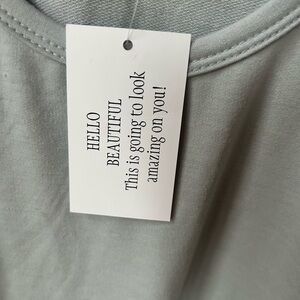 HELLO
BEAUTIFUL
This is going to look
amazing on you!